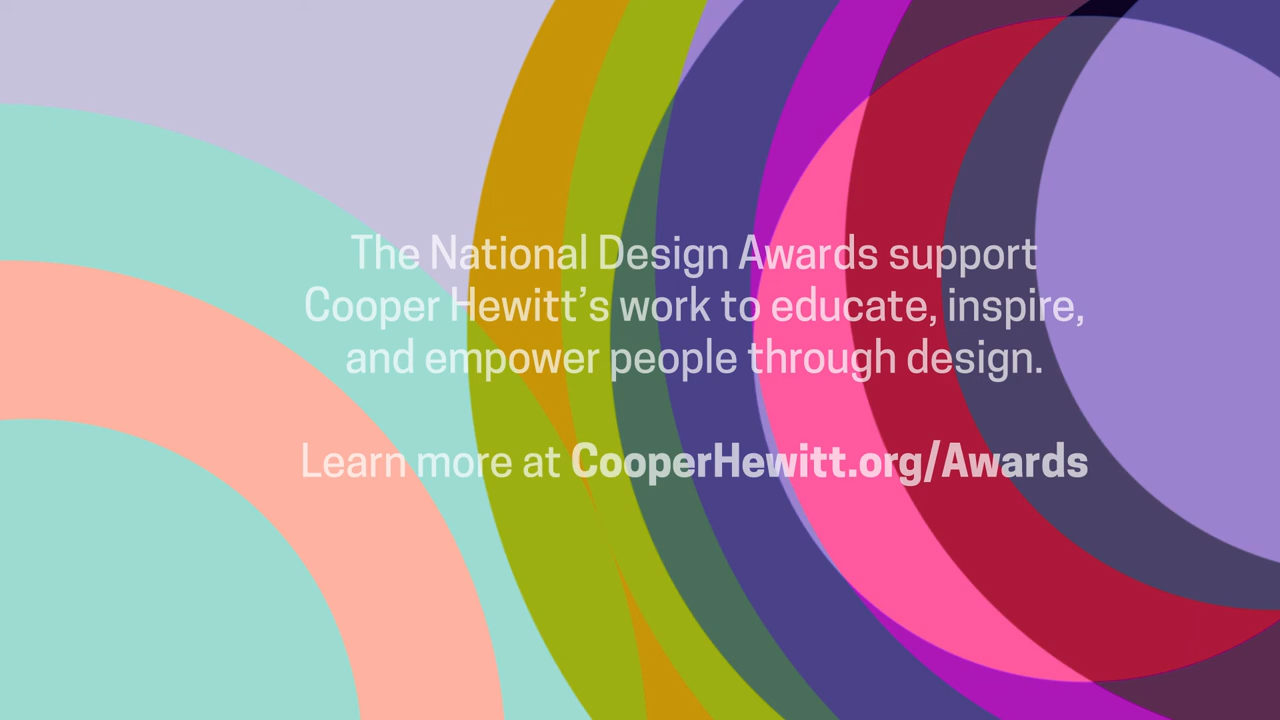 The National Design Awards support
Cooper Hewitt’s work to educate, inspire,
and empower people through design.
Learn more at CooperHewitt.org/Awards